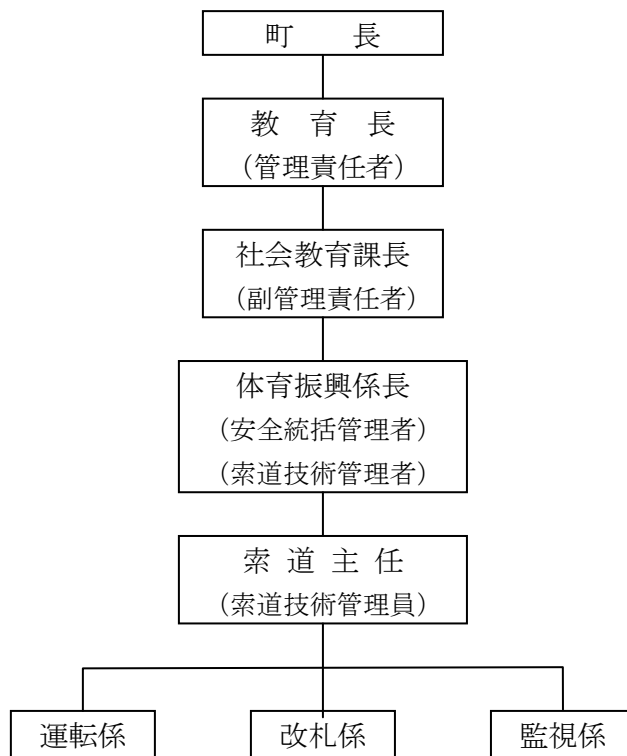 町　　長
教　育　長
（管理責任者）
社会教育課長
（副管理責任者）
体育振興係長
（安全統括管理者）
（索道技術管理者）
索 道 主 任
（索道技術管理員）
運転係
改札係
監視係